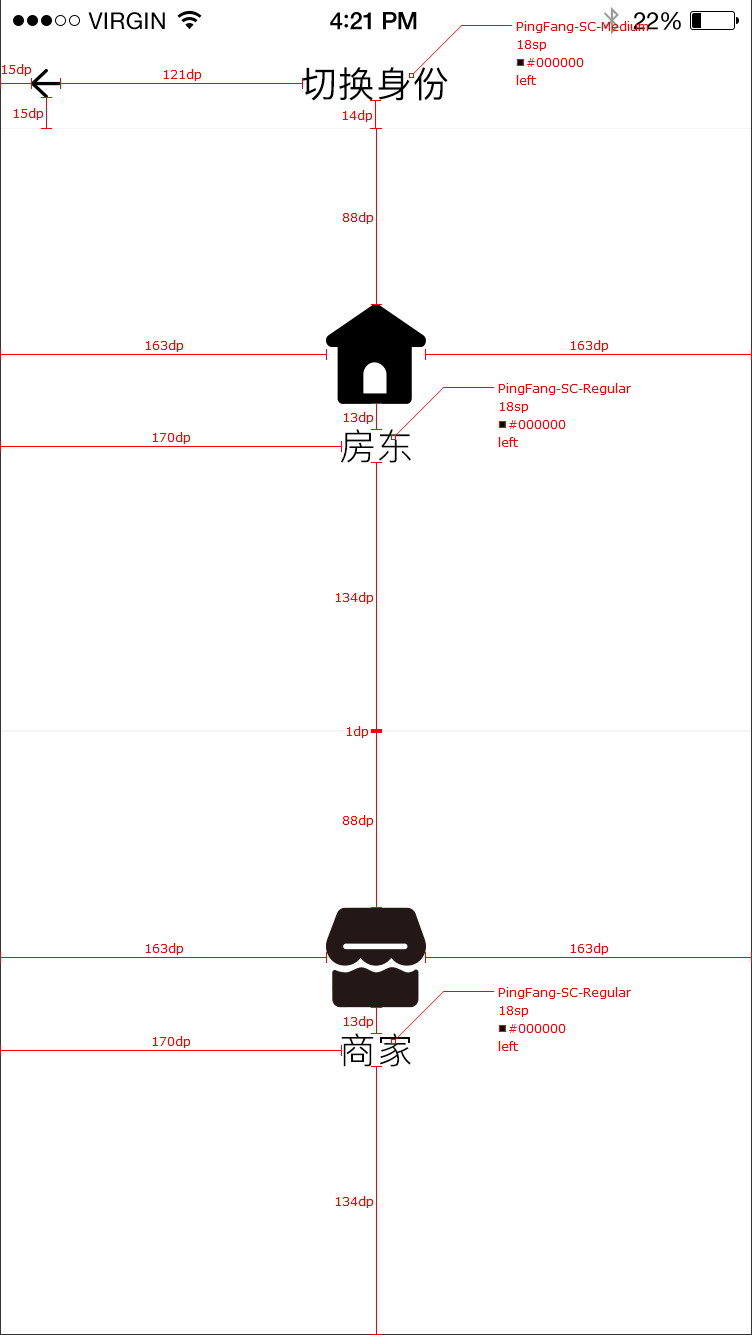 VIRGIN
4:21 PM
22%
PingFang-SC-Medium
18sp
#000000
left
15dp
121dp
切换身份
15dp
14dp
88dp
163dp
163dp
PingFang-SC-Regular
18sp
#000000
left
13dp
170dp
房东
134dp
1dp
88dp
163dp
163dp
PingFang-SC-Regular
18sp
#000000
left
13dp
170dp
商家
134dp